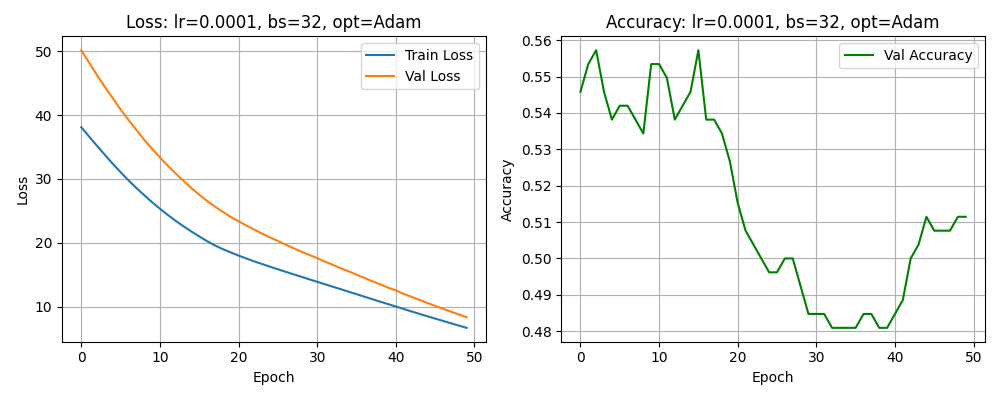 Loss: lr=0.0001, bs=32, opt=Adam
Train Loss
Val Loss
50
40
30
20
10
Loss
0 10 20 30 40 50
Epoch
Accuracy: lr=0.0001, bs=32, opt=Adam
Val Accuracy
0.56
0.55
0.54
0.53
0.52
0.51
0.50
0.49
0.48
Accuracy
0 10 20 30 40 50
Epoch